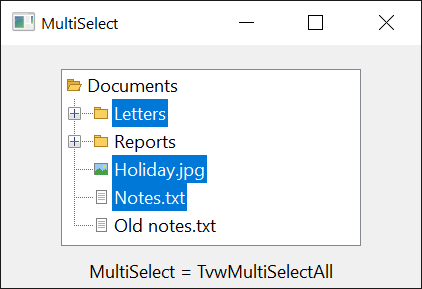 MultiSelect
Documents
Letters
Reports
Holiday.jpg
Notes.txt
Old notes.txt
MultiSelect = TvwMultiSelectAll